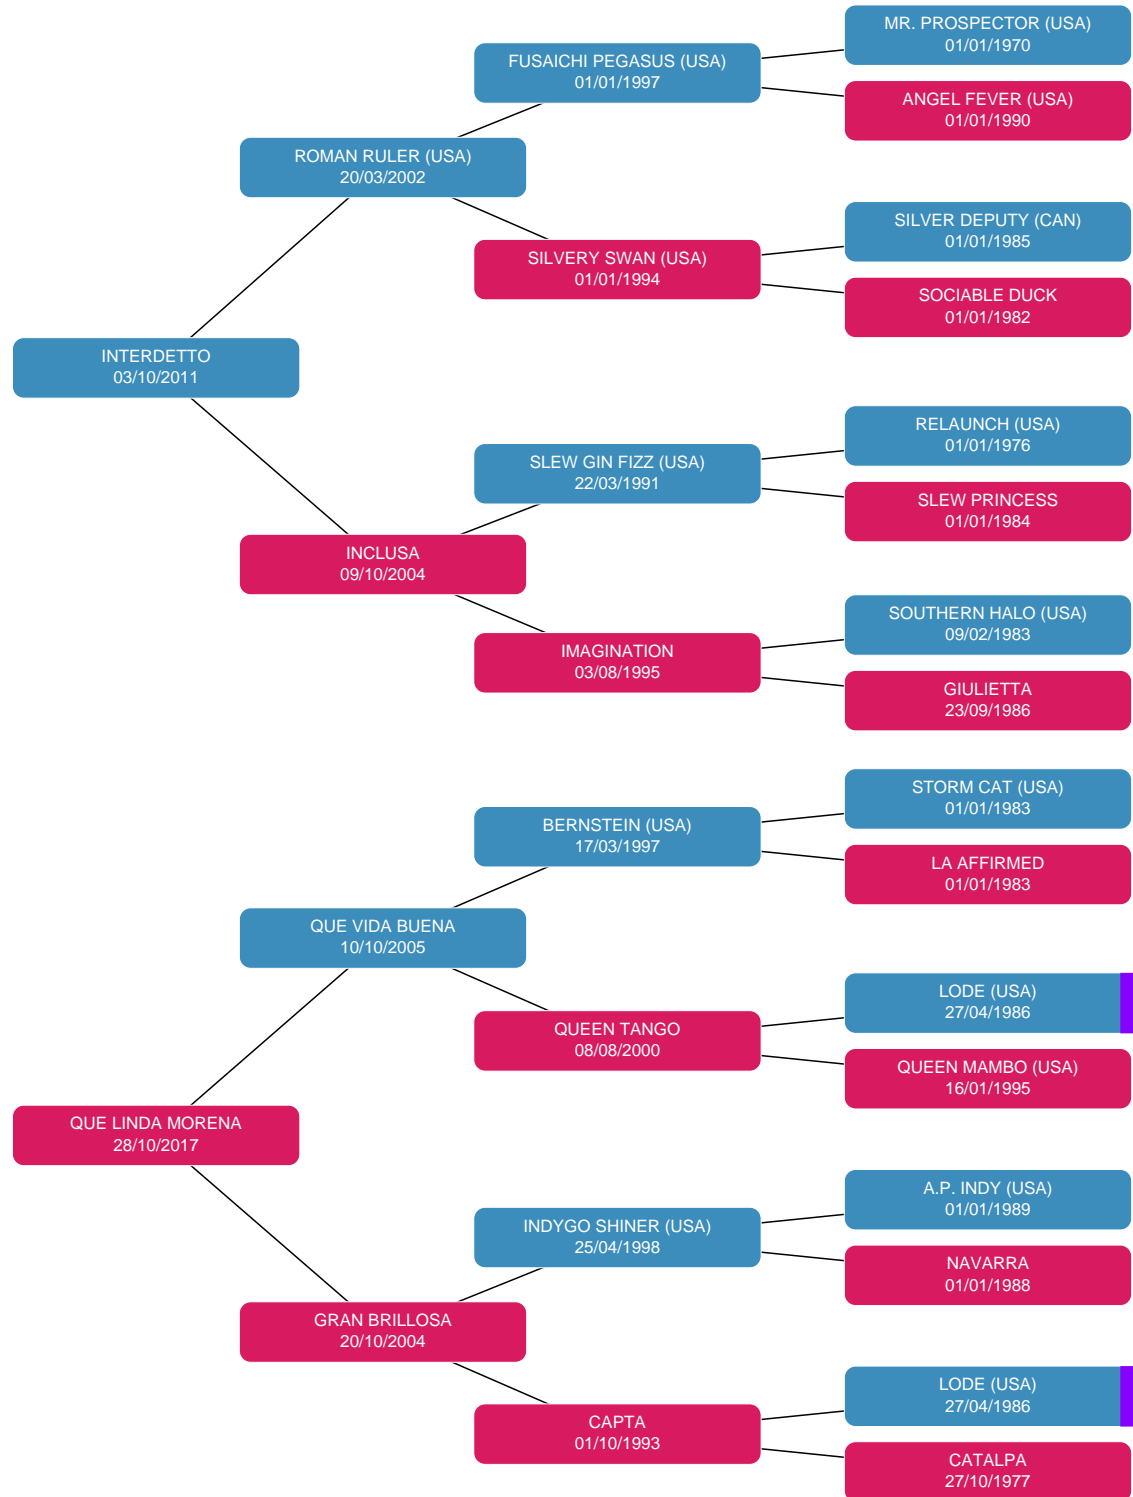 MR. PROSPECTOR (USA)
01/01/1970
FUSAICHI PEGASUS (USA)
01/01/1997
ANGEL FEVER (USA)
01/01/1990
ROMAN RULER (USA)
20/03/2002
SILVER DEPUTY (CAN)
01/01/1985
SILVERY SWAN (USA)
01/01/1994
SOCIABLE DUCK
01/01/1982
INTERDETTO
03/10/2011
RELAUNCH (USA)
01/01/1976
SLEW GIN FIZZ (USA)
22/03/1991
SLEW PRINCESS
01/01/1984
INCLUSA
09/10/2004
SOUTHERN HALO (USA)
09/02/1983
IMAGINATION
03/08/1995
GIULIETTA
23/09/1986
STORM CAT (USA)
01/01/1983
BERNSTEIN (USA)
17/03/1997
LA AFFIRMED
01/01/1983
QUE VIDA BUENA
10/10/2005
LODE (USA)
27/04/1986
QUEEN TANGO
08/08/2000
QUEEN MAMBO (USA)
16/01/1995
QUE LINDA MORENA
28/10/2017
A.P. INDY (USA)
01/01/1989
INDYGO SHINER (USA)
25/04/1998
NAVARRA
01/01/1988
GRAN BRILLOSA
20/10/2004
LODE (USA)
27/04/1986
CAPTA
01/10/1993
CATALPA
27/10/1977